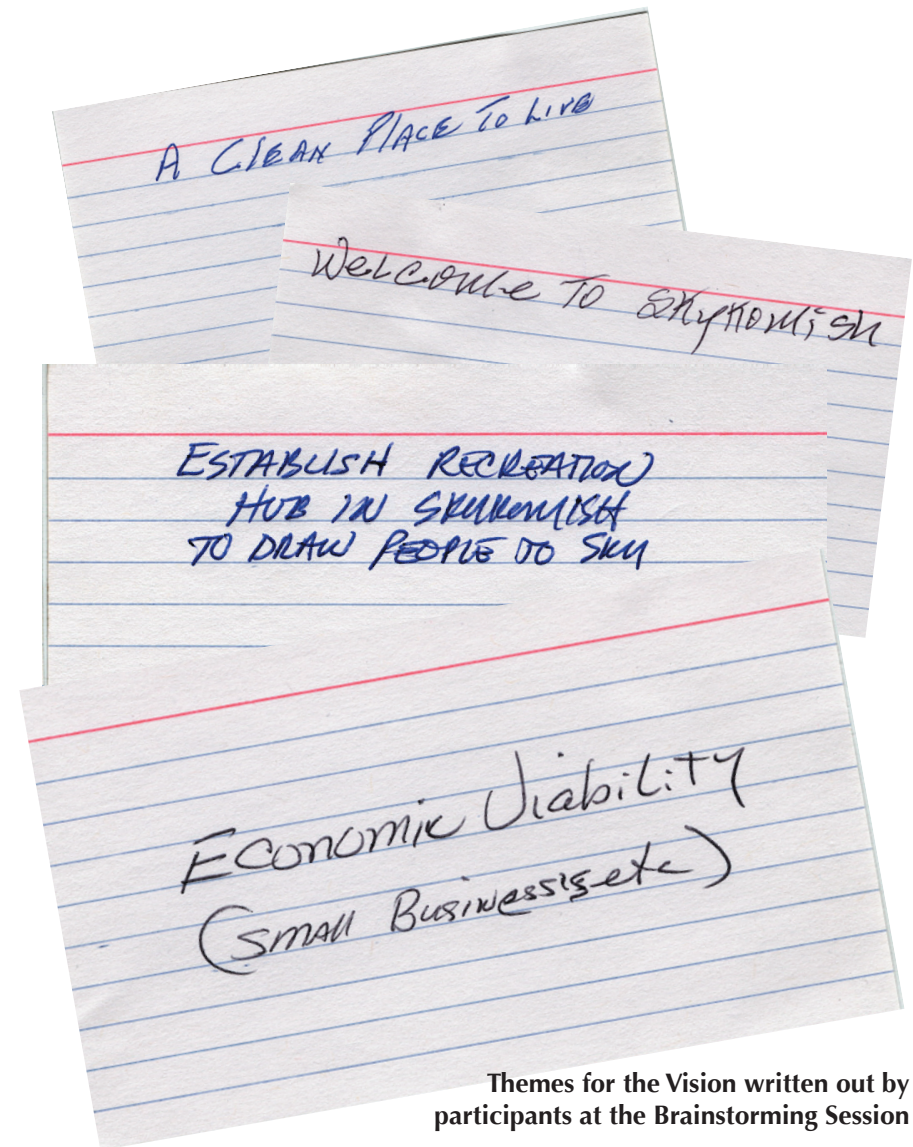 A CLEAN PLACE TO LIVE
WELCOME TO SKYKOMISH
ESTABLISH RECREATION
HUB IN SKYKOMISH
TO DRAW PEOPLE TO SKY
Economic Viability
(SMALL Businessis etc)
Themes for the Vision written out by
participants at the Brainstorming Session